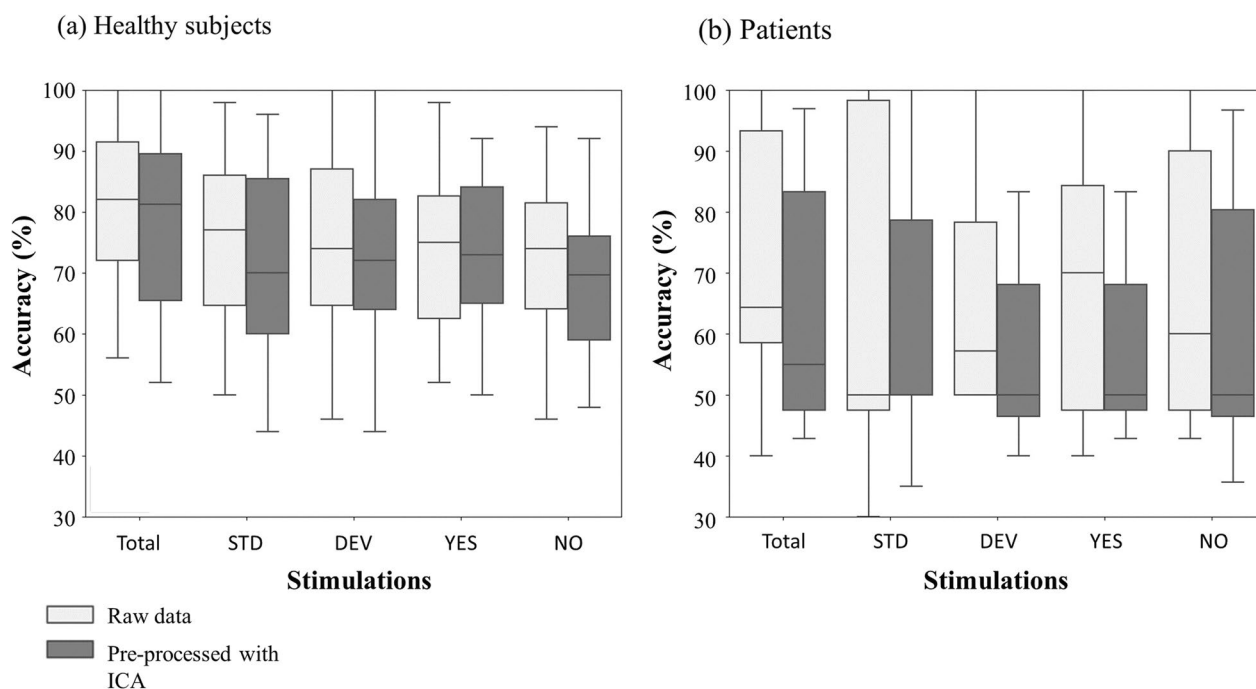 (a) Healthy subjects
(b) Patients
100
90
80
70
60
50
40
30
Accuracy (%)
Total STD DEV YES NO
Stimulations
100
90
80
70
60
50
40
30
Accuracy (%)
Total STD DEV YES NO
Stimulations
Raw data
Pre-processed with
ICA